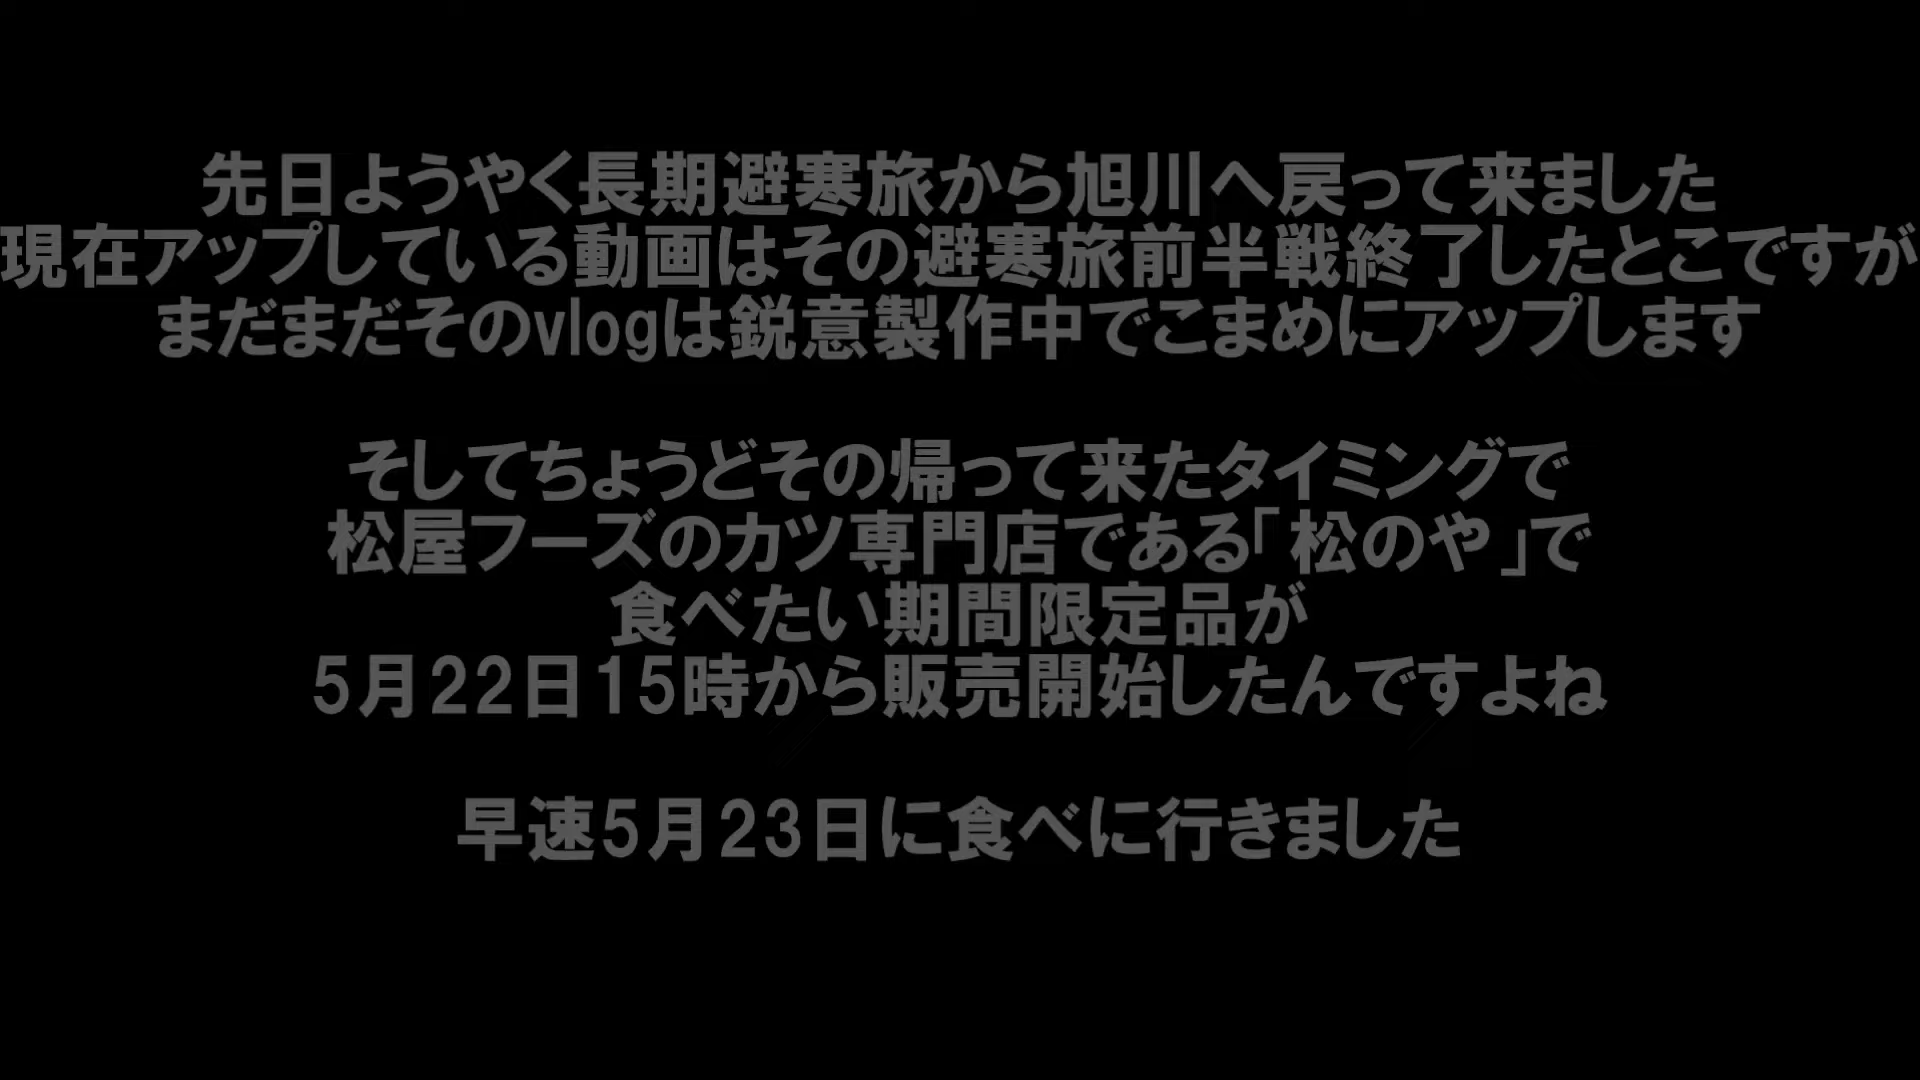 先日ようやく長期避寒旅から旭川へ戻って来ました
現在アップしている動画はその避寒旅前半戦終了したとこですが
まだまだそのvlogは鋭意製作中でこまめにアップします
そしてちょうどその帰って来たタイミングで
松屋フーズのカツ専門店である「松のや」で
食べたい期間限定品が
5月22日15時から販売開始したんですよね
早速5月23日に食べに行きました